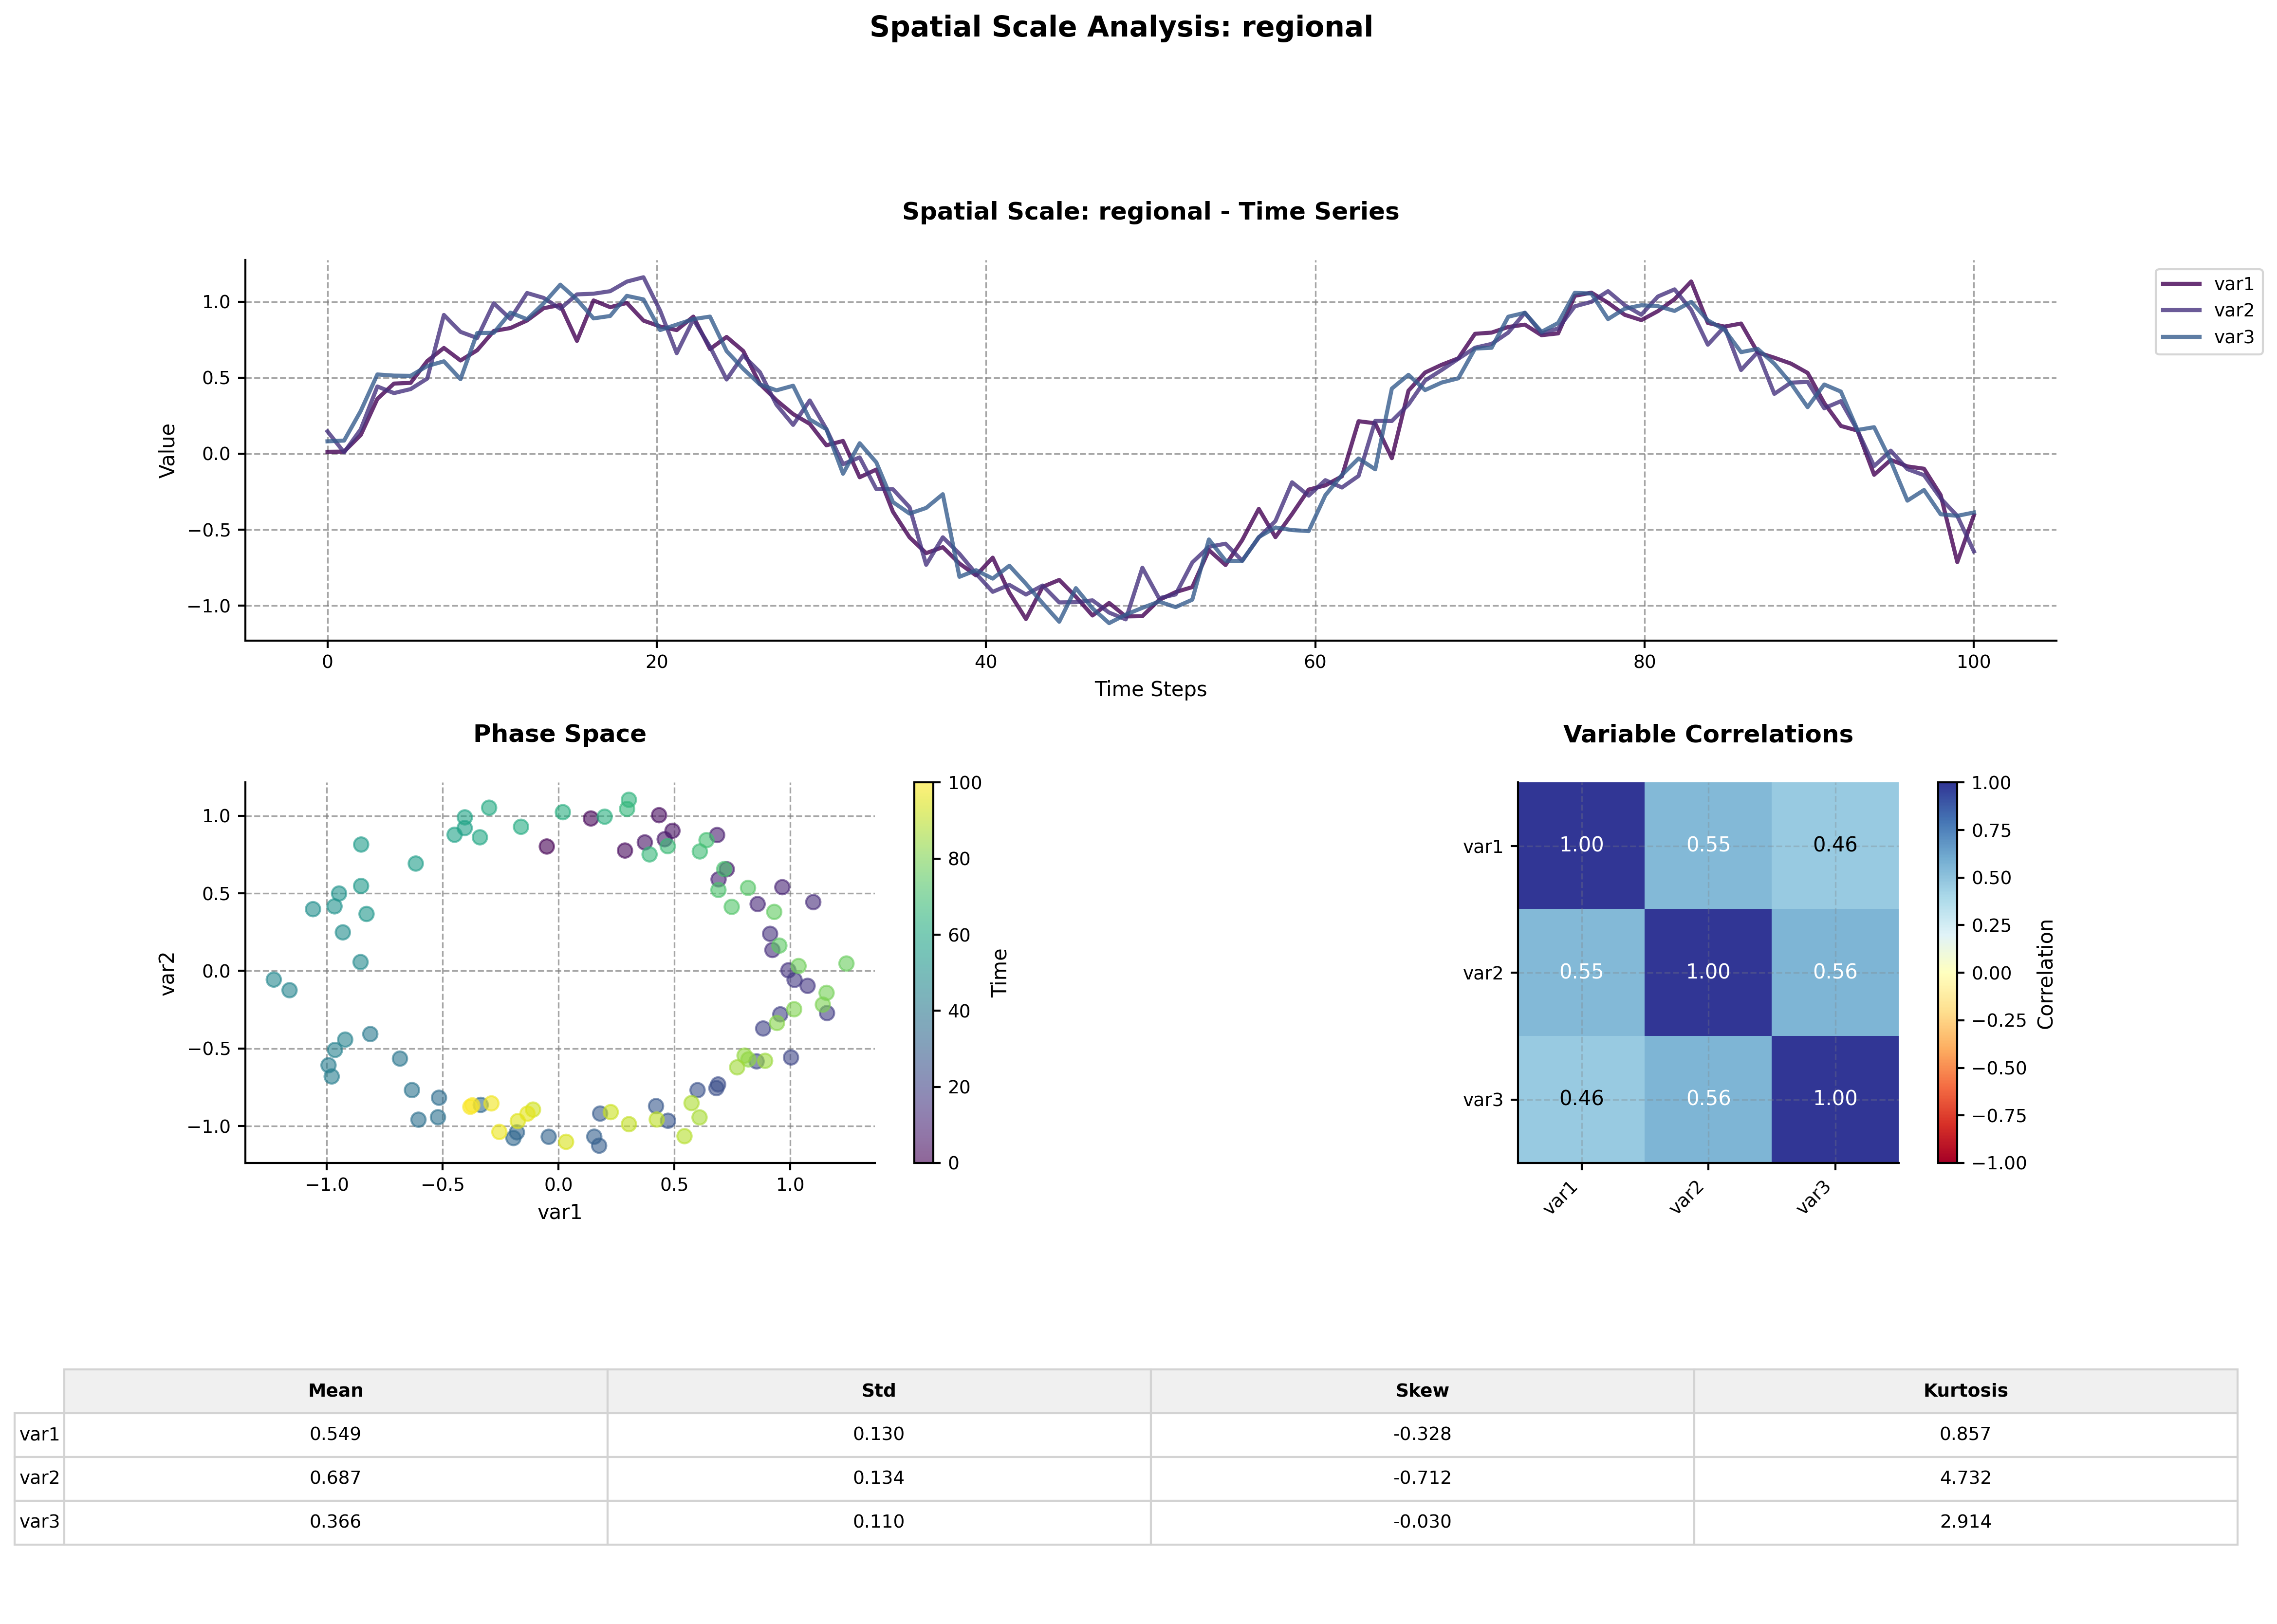 Spatial Scale Analysis: regional
Spatial Scale: regional - Time Series
1.0
0.5
0.0
−0.5
−1.0
Value
0 20 40 60 80 100
Time Steps
var1
var2
var3
Phase Space
1.0
0.5
0.0
−0.5
−1.0
var2
−1.0 −0.5 0.0 0.5 1.0
var1
100
80
60
40
20
0
Time
Variable Correlations
var1 1.00 0.55 0.46
var2 0.55 1.00 0.56
var3 0.46 0.56 1.00
var1 var2 var3
1.00
0.75
0.50
0.25
0.00
−0.25
−0.50
−0.75
−1.00
Correlation
Mean Std Skew Kurtosis
var1 0.549 0.130 -0.328 0.857
var2 0.687 0.134 -0.712 4.732
var3 0.366 0.110 -0.030 2.914